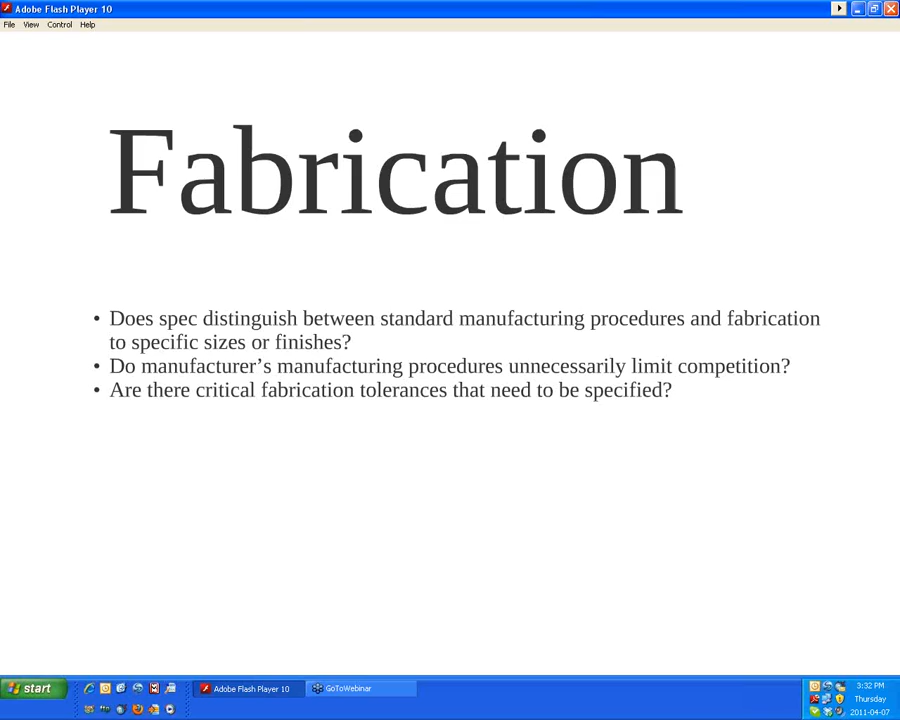 Adobe Flash Player 10
File View Control Help
Fabrication
• Does spec distinguish between standard manufacturing procedures and fabrication
to specific sizes or finishes?
• Do manufacturer’s manufacturing procedures unnecessarily limit competition?
• Are there critical fabrication tolerances that need to be specified?
start
Adobe Flash Player 10
GoToWebinar
3:32 PM
Thursday
2011-04-07